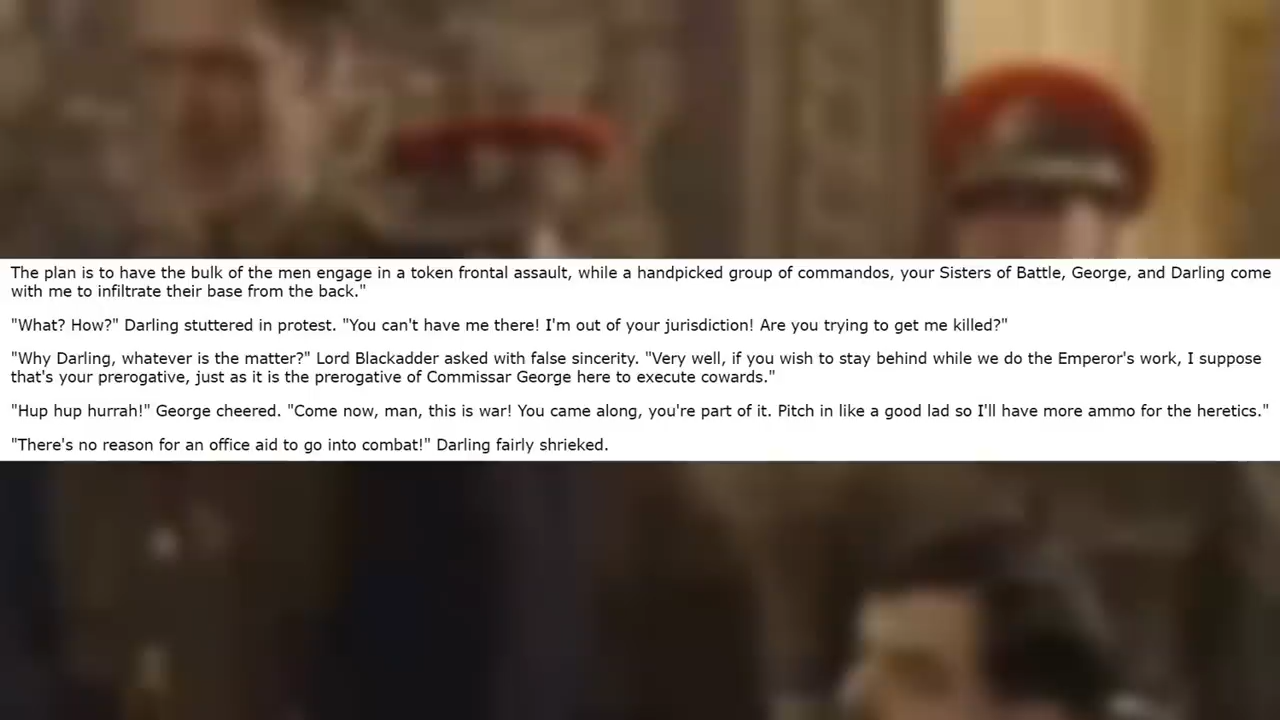 The plan is to have the bulk of the men engage in a token frontal assault, while a handpicked group of commandos, your Sisters of Battle, George, and Darling come
with me to infiltrate their base from the back."
"What? How?" Darling stuttered in protest. "You can't have me there! I'm out of your jurisdiction! Are you trying to get me killed?"
"Why Darling, whatever is the matter?" Lord Blackadder asked with false sincerity. "Very well, if you wish to stay behind while we do the Emperor's work, I suppose
that's your prerogative, just as it is the prerogative of Commissar George here to execute cowards."
"Hup hup hurrah!" George cheered. "Come now, man, this is war! You came along, you're part of it. Pitch in like a good lad so I'll have more ammo for the heretics."
"There's no reason for an office aid to go into combat!" Darling fairly shrieked.